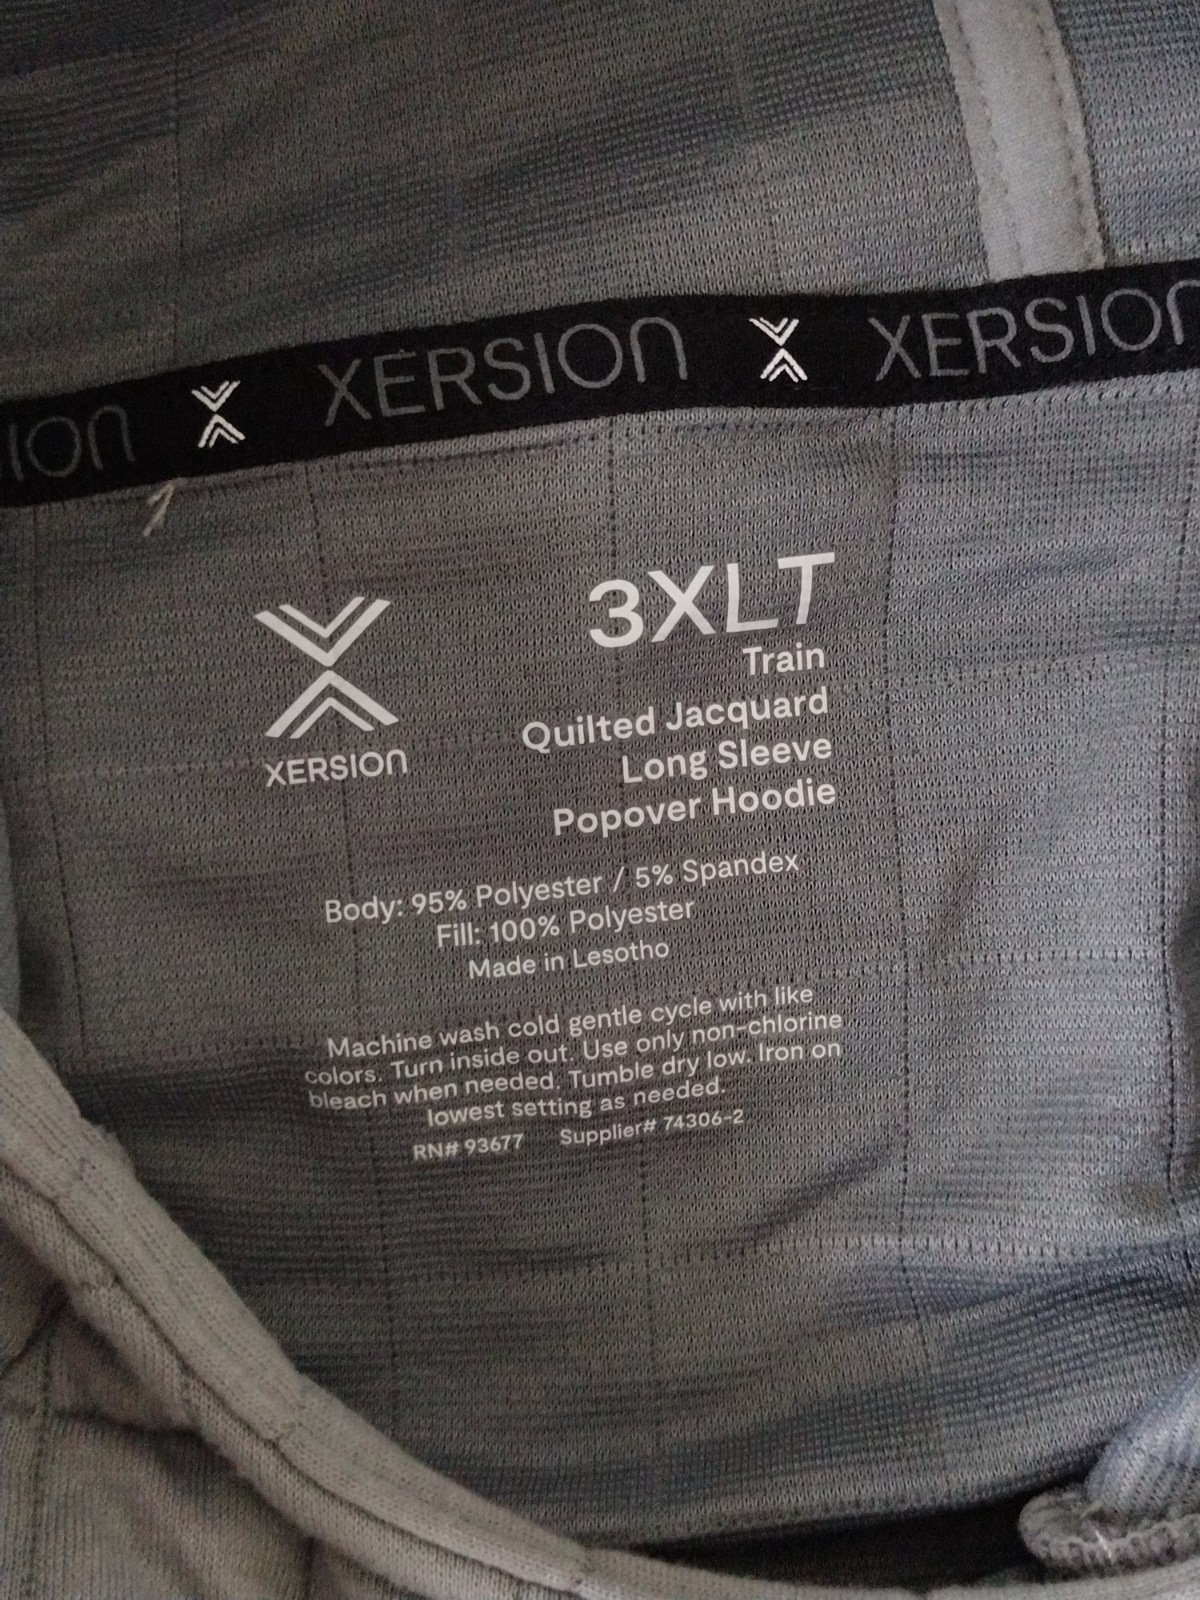 ION XERSION XERSION
3XLT
Train
Quilted Jacquard
Long Sleeve
Popover Hoodie
XERSION
Body: 95% Polyester / 5% Spandex
Fill: 100% Polyester
Made in Lesotho
Machine wash cold gentle cycle with like
colors. Turn inside out. Use only non-chlorine
bleach when needed. Tumble dry low. Iron on
lowest setting as needed.
RN# 93677 Supplier# 74306-2